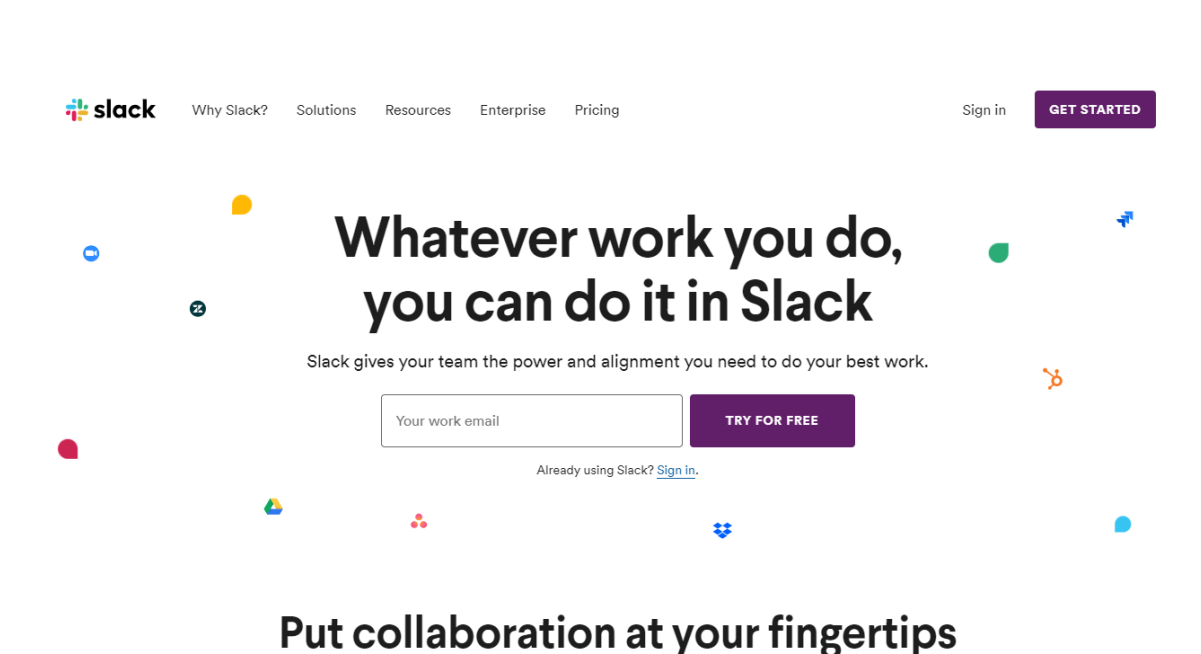 slack Why Slack? Solutions Resources Enterprise Pricing Sign in GET STARTED
Whatever work you do,
you can do it in Slack
Slack gives your team the power and alignment you need to do your best work.
Your work email TRY FOR FREE
Already using Slack? Sign in.
Put collaboration at your fingertips